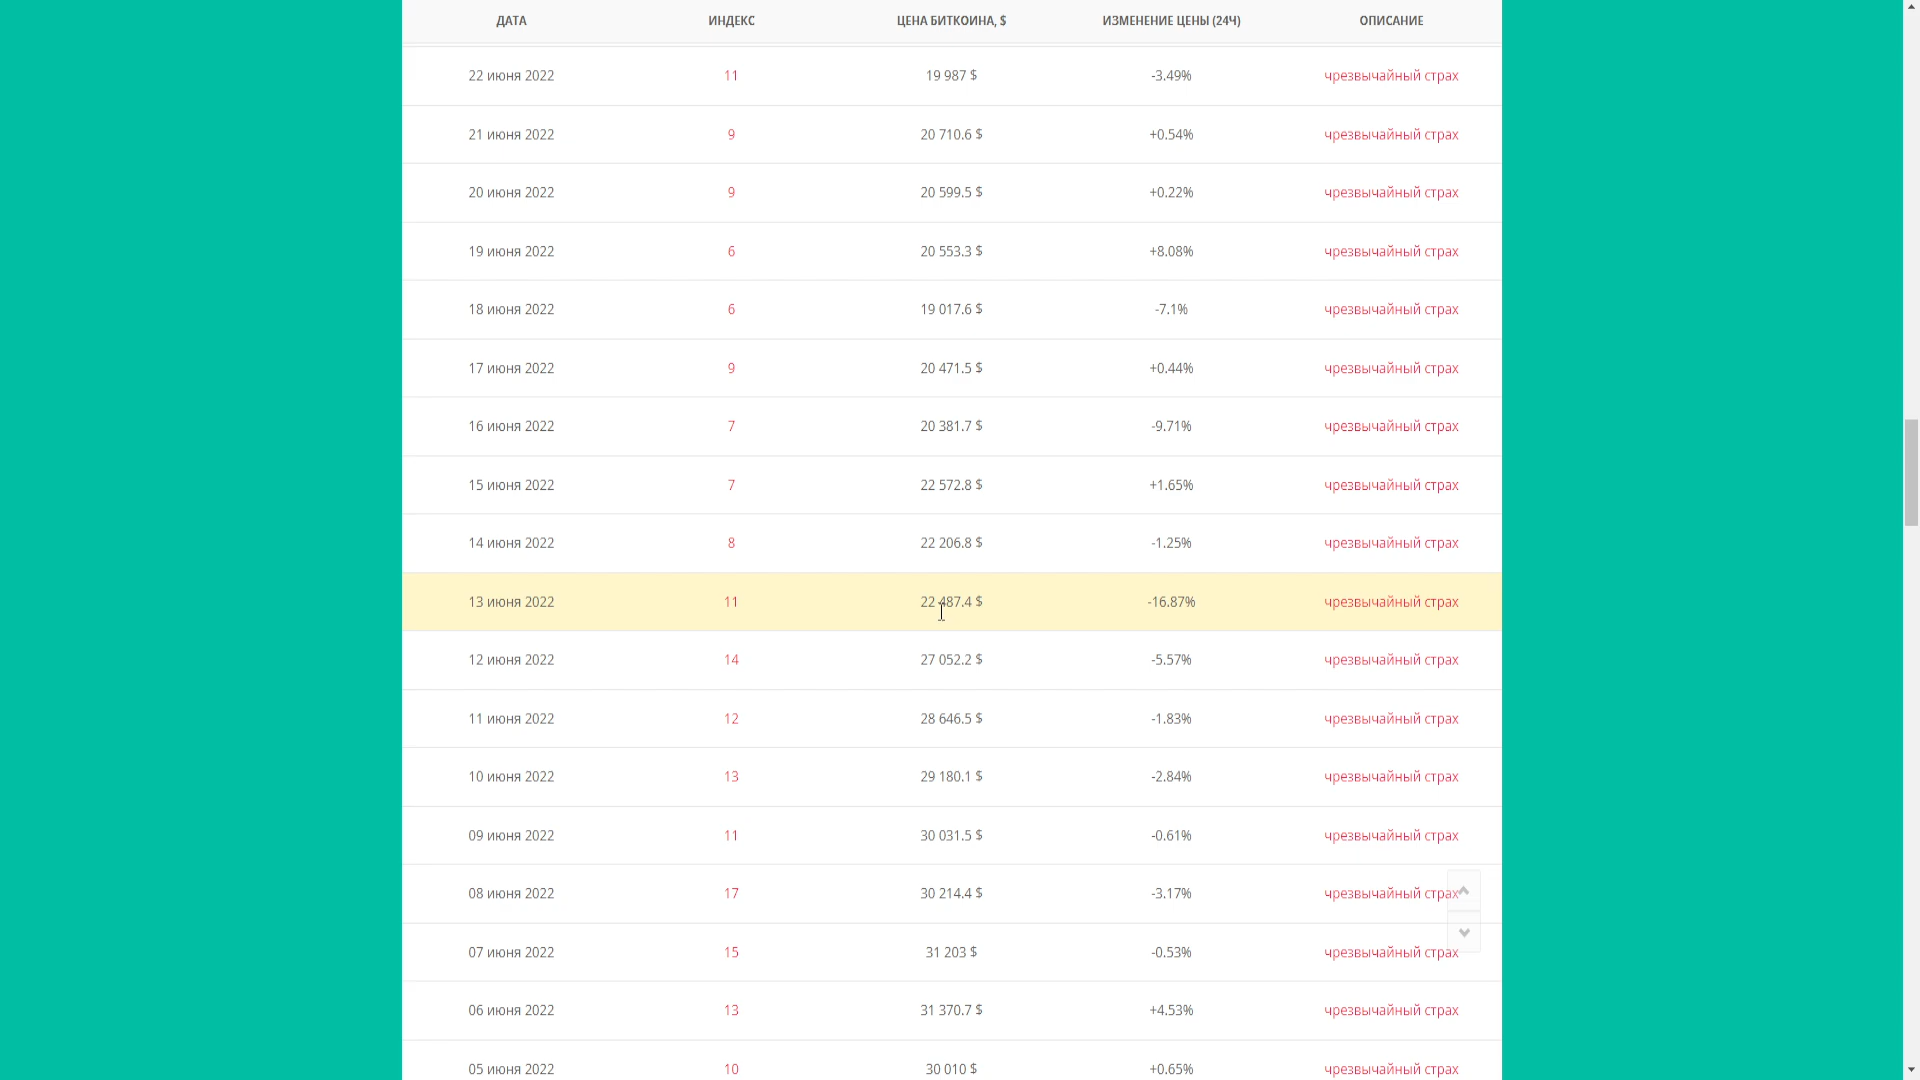 ДАТА ИНДЕКС ЦЕНА БИТКОИНА, $ ИЗМЕНЕНИЕ ЦЕНЫ (24Ч) ОПИСАНИЕ
22 июня 2022 11 19 987 $ -3.49% чрезвычайный страх
21 июня 2022 9 20 710.6 $ +0.54% чрезвычайный страх
20 июня 2022 9 20 599.5 $ +0.22% чрезвычайный страх
19 июня 2022 6 20 553.3 $ +8.08% чрезвычайный страх
18 июня 2022 6 19 017.6 $ -7.1% чрезвычайный страх
17 июня 2022 9 20 471.5 $ +0.44% чрезвычайный страх
16 июня 2022 7 20 381.7 $ -9.71% чрезвычайный страх
15 июня 2022 7 22 572.8 $ +1.65% чрезвычайный страх
14 июня 2022 8 22 206.8 $ -1.25% чрезвычайный страх
13 июня 2022 11 22 487.4 $ -16.87% чрезвычайный страх
12 июня 2022 14 27 052.2 $ -5.57% чрезвычайный страх
11 июня 2022 12 28 646.5 $ -1.83% чрезвычайный страх
10 июня 2022 13 29 180.1 $ -2.84% чрезвычайный страх
09 июня 2022 11 30 031.5 $ -0.61% чрезвычайный страх
08 июня 2022 17 30 214.4 $ -3.17% чрезвычайный страх
07 июня 2022 15 31 203 $ -0.53% чрезвычайный страх
06 июня 2022 13 31 370.7 $ +4.53% чрезвычайный страх
05 июня 2022 10 30 010 $ +0.65% чрезвычайный страх